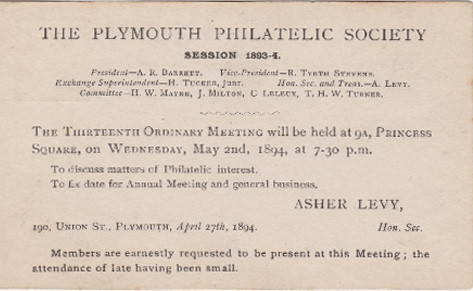 THE PLYMOUTH PHILATELIC SOCIETY
SESSION 1893-4.
President—A. R. BARRETT. Vice-President—R. TYETH STEVENS.
Exchange Superintendent—H. TUCKER, JUNR. Hon. Sec. and Treas.—A. LEVY.
Committee—H. W. MAYNE, J. MILTON, C LELEUX, T. H. W. TURNER.
THE THIRTEENTH ORDINARY MEETING will be held at 9A, PRINCESS
SQUARE, on WEDNESDAY, MAY 2nd, 1894, at 7-30 p.m.
To discuss matters of Philatelic interest.
To fix date for Annual Meeting and general business.
ASHER LEVY,
190, UNION ST., PLYMOUTH, April 27th, 1894. Hon. Sec.
Members are earnestly requested to be present at this Meeting; the
attendance of late having been small.